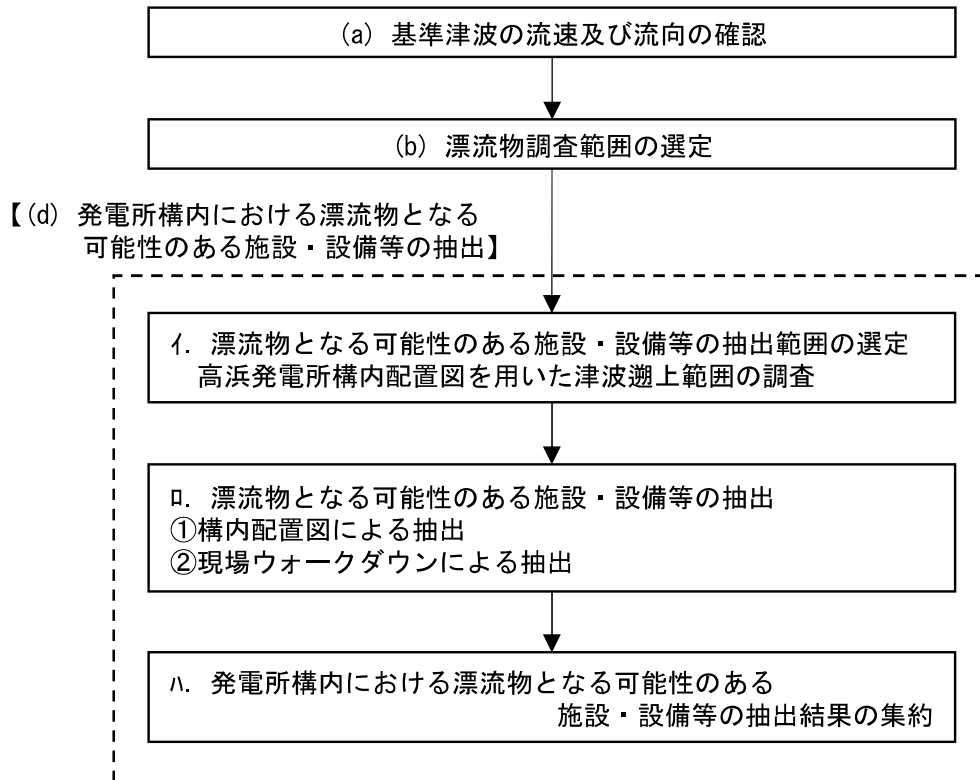 (a) 基準津波の流速及び流向の確認
(b) 漂流物調査範囲の選定
【(d) 発電所構内における漂流物となる
可能性のある施設・設備等の抽出】
ｲ. 漂流物となる可能性のある施設・設備等の抽出範囲の選定
高浜発電所構内配置図を用いた津波遡上範囲の調査
ﾛ. 漂流物となる可能性のある施設・設備等の抽出
①構内配置図による抽出
②現場ウォークダウンによる抽出
ﾊ. 発電所構内における漂流物となる可能性のある
施設・設備等の抽出結果の集約